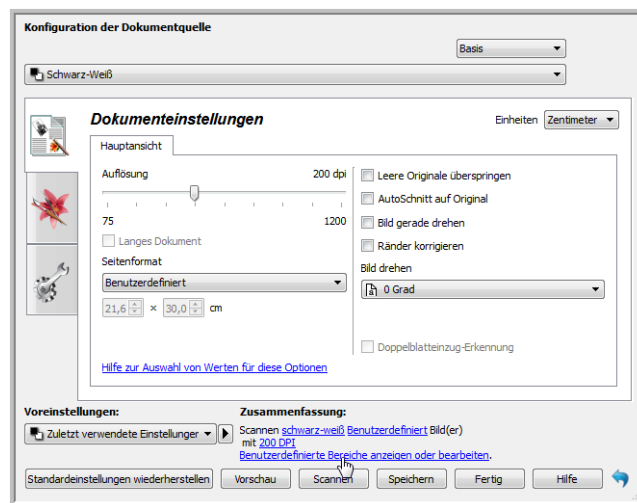 Konfiguration der Dokumentquelle
Basis
Schwarz-Weiß
Dokumenteinstellungen
Einheiten Zentimeter
Hauptansicht
Auflösung 200 dpi
75 1200
Langes Dokument
Seitenformat
Benutzerdefiniert
21,6 × 30,0 cm
Hilfe zur Auswahl von Werten für diese Optionen
Leere Originale überspringen
AutoSchnitt auf Original
Bild gerade drehen
Ränder korrigieren
Bild drehen
a 0 Grad
Doppelblatteinzug-Erkennung
Voreinstellungen:
Zuletzt verwendete Einstellungen
Zusammenfassung:
Scannen schwarz-weiß Benutzerdefiniert Bild(er)
mit 200 DPI
Benutzerdefinierte Bereiche anzeigen oder bearbeiten.
Standardeinstellungen wiederherstellen Vorschau Scannen Speichern Fertig Hilfe